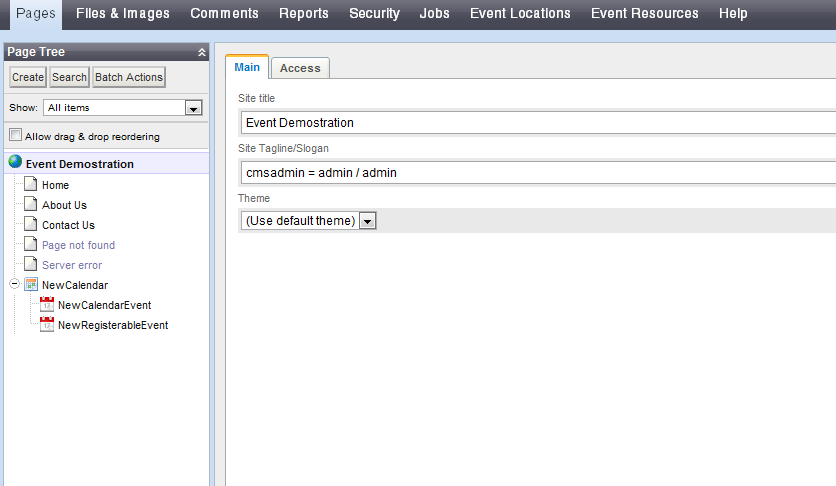 Pages Files & Images Comments Reports Security Jobs Event Locations Event Resources Help
Page Tree
Create Search Batch Actions
Show: All items
Allow drag & drop reordering
Event Demostration
Home
About Us
Contact Us
Page not found
Server error
NewCalendar
NewCalendarEvent
NewRegisterableEvent
Main Access
Site title
Event Demostration
Site Tagline/Slogan
cmsadmin = admin / admin
Theme
(Use default theme)